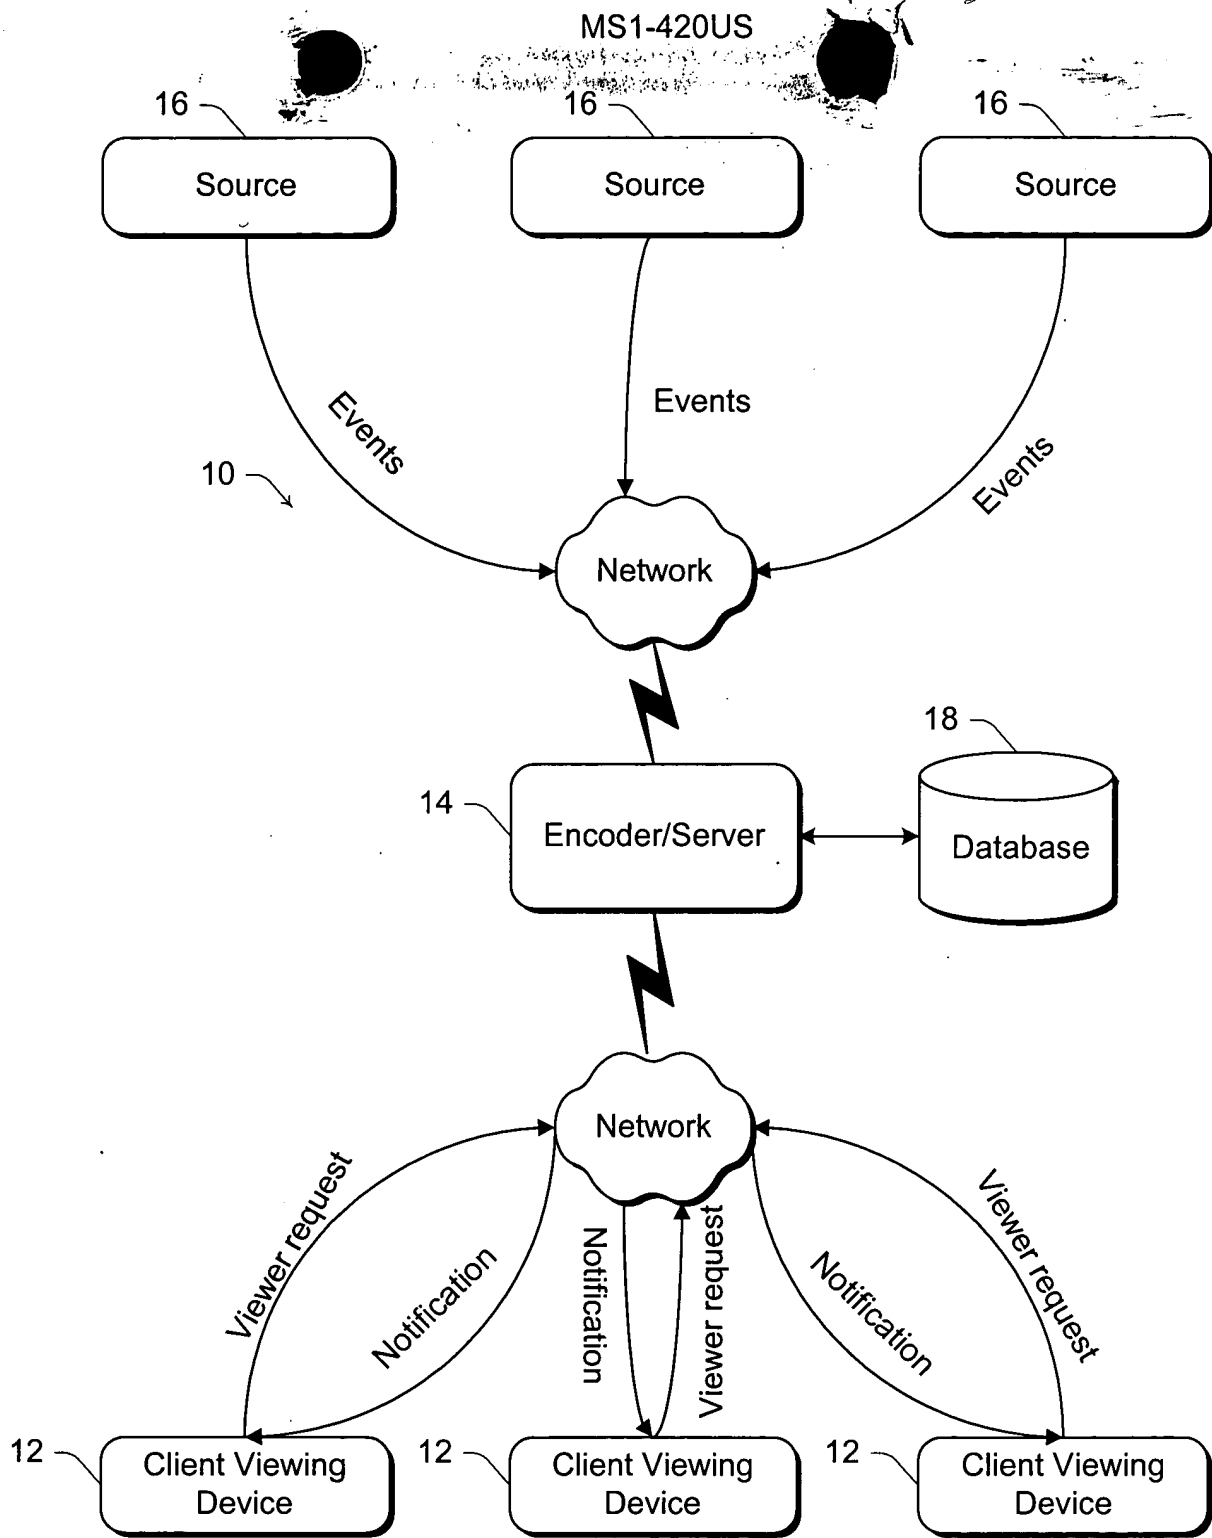 MS1-420US
16
16
16
Source
Source
Source
Events
Events
Events
10
Network
18
14
Encoder/Server
Database
Network
Viewer request
Notification
Notification
Viewer request
Notification
Viewer request
12
12
12
Client Viewing
Device
Client Viewing
Device
Client Viewing
Device